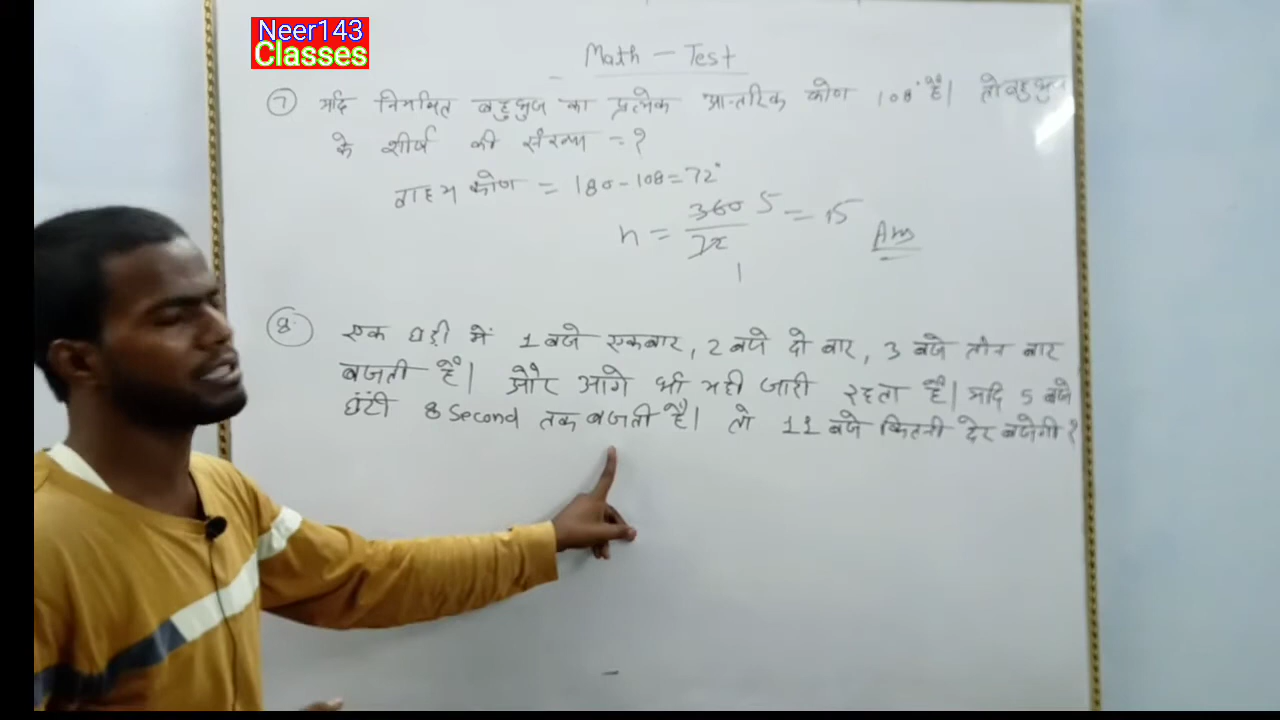 Neer143
Classes
Math - Test
7 यदि नियमित बहुभुज का प्रत्येक आन्तरिक कोण 108° है। तो बहुभुज
के शीर्ष की संख्या = ?
वाह्य कोण = 180 - 108 = 72°
n = 360 5 = 5 Ans
72
1
8. एक घड़ी में 1 बजे एकबार, 2 बजे दो बार, 3 बजे तीन बार
बजती है। और आगे भी यही जारी रहता है। यदि 5 बजे
घंटी 8 Second तक बजती है। तो 11 बजे कितनी देर बजेगी ?